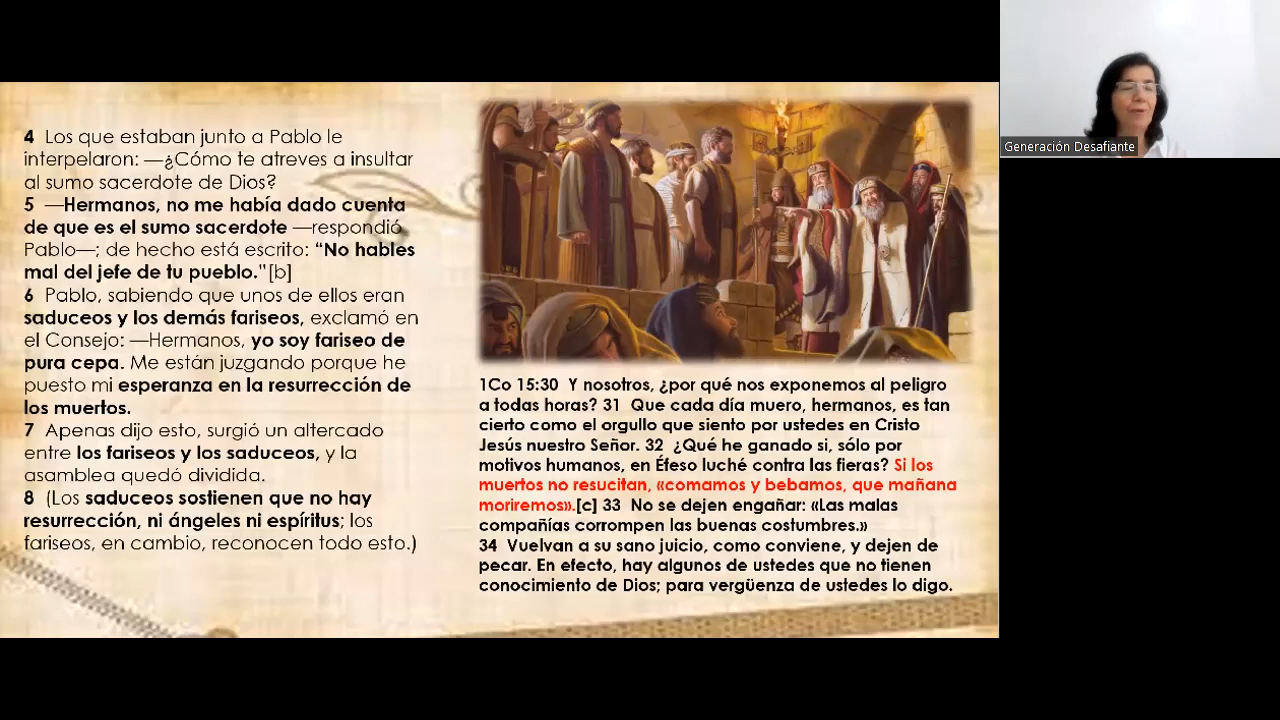 4 Los que estaban junto a Pablo le
interpelaron: —¿Cómo te atreves a insultar
al sumo sacerdote de Dios?
5 —Hermanos, no me había dado cuenta
de que es el sumo sacerdote —respondió
Pablo—; de hecho está escrito: “No hables
mal del jefe de tu pueblo.”[b]
6 Pablo, sabiendo que unos de ellos eran
saduceos y los demás fariseos, exclamó en
el Consejo: —Hermanos, yo soy fariseo de
pura cepa. Me están juzgando porque he
puesto mi esperanza en la resurrección de
los muertos.
7 Apenas dijo esto, surgió un altercado
entre los fariseos y los saduceos, y la
asamblea quedó dividida.
8 (Los saduceos sostienen que no hay
resurrección, ni ángeles ni espíritus; los
fariseos, en cambio, reconocen todo esto.)
1Co 15:30 Y nosotros, ¿por qué nos exponemos al peligro
a todas horas? 31 Que cada día muero, hermanos, es tan
cierto como el orgullo que siento por ustedes en Cristo
Jesús nuestro Señor. 32 ¿Qué he ganado si, sólo por
motivos humanos, en Éfeso luché contra las fieras? Si los
muertos no resucitan, «comamos y bebamos, que mañana
moriremos».[c] 33 No se dejen engañar: «Las malas
compañías corrompen las buenas costumbres.»
34 Vuelvan a su sano juicio, como conviene, y dejen de
pecar. En efecto, hay algunos de ustedes que no tienen
conocimiento de Dios; para vergüenza de ustedes lo digo.
Generación Desafiante